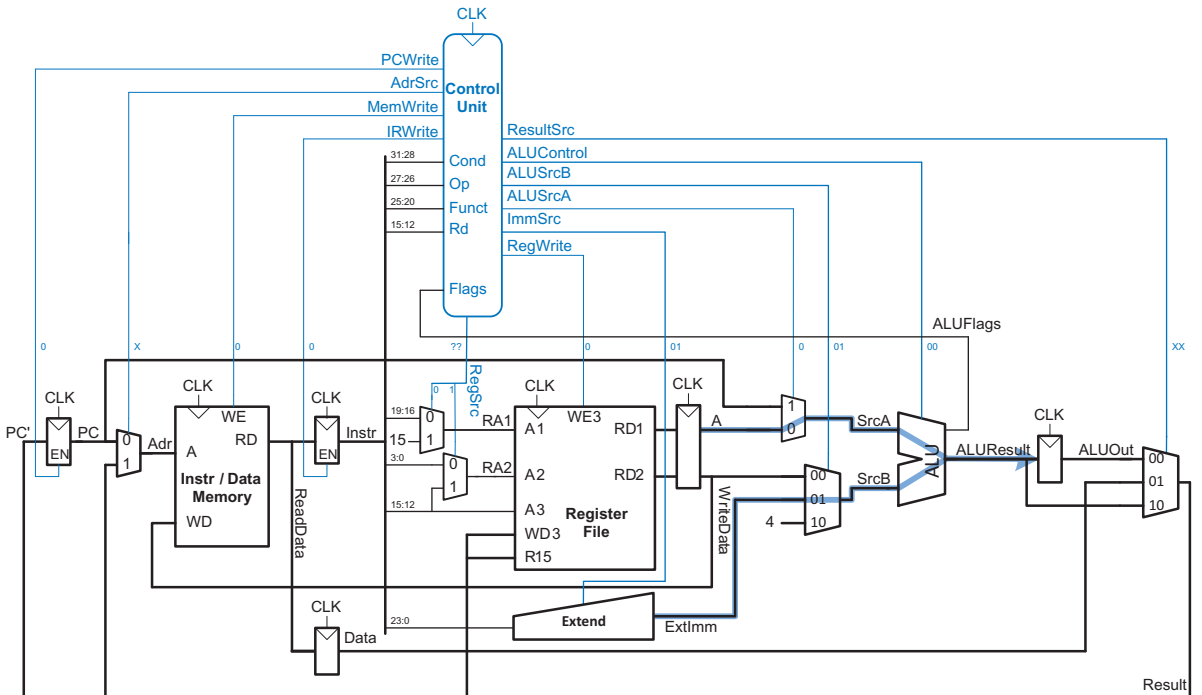 CLK
PCWrite
AdrSrc
MemWrite
IRWrite
Control
Unit
ResultSrc
ALUControl
ALUSrcB
ALUSrcA
ImmSrc
RegWrite
31:28
Cond
27:26
Op
25:20
Funct
15:12
Rd
Flags
ALUFlags
0
X
0
0
??
0
01
0
01
00
XX
RegSrc
0 1
CLK
CLK
CLK
CLK
CLK
CLK
PC'
PC
EN
0
1
Adr
WE
A
RD
Instr / Data
Memory
WD
ReadData
EN
Instr
19:16
15
0
1
RA1
3:0
0
1
RA2
15:12
WE3
A1
RD1
A2
RD2
A3
Register
File
WD3
R15
A
WriteData
1
0
SrcA
00
01
10
4
SrcB
ALU
ALUResult
ALUOut
00
01
10
CLK
Data
23:0
Extend
ExtImm
Result